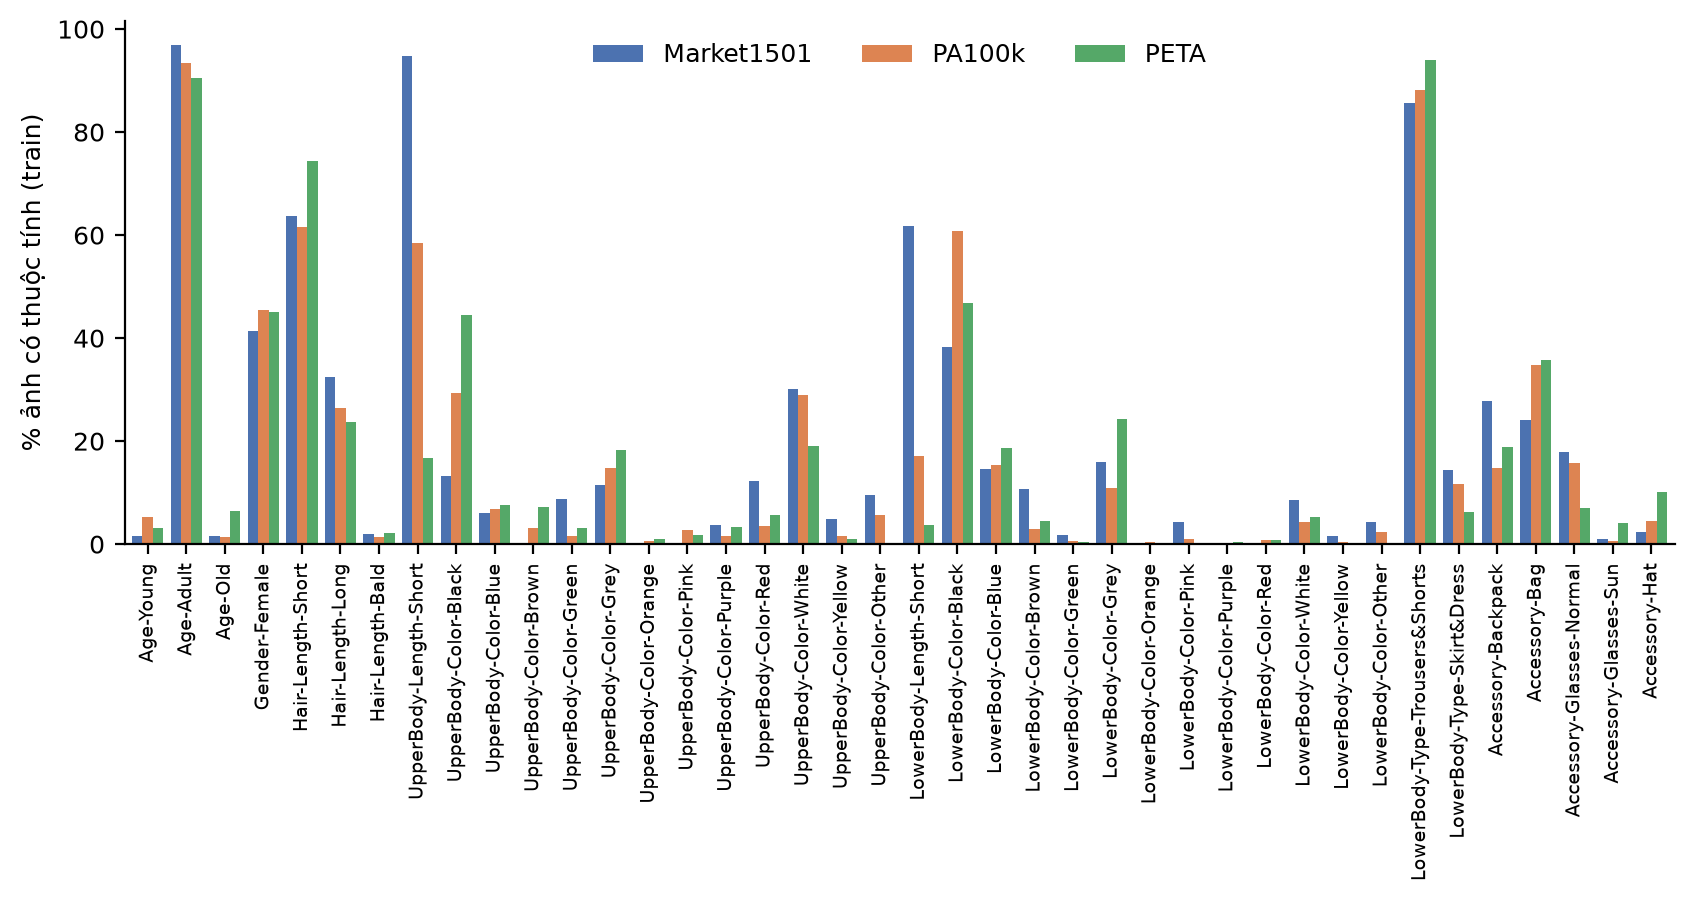 Market1501 PA100k PETA
% ảnh có thuộc tính (train)
100
80
60
40
20
0
Age-Young
Age-Adult
Age-Old
Gender-Female
Hair-Length-Short
Hair-Length-Long
Hair-Length-Bald
UpperBody-Length-Short
UpperBody-Color-Black
UpperBody-Color-Blue
UpperBody-Color-Brown
UpperBody-Color-Green
UpperBody-Color-Grey
UpperBody-Color-Orange
UpperBody-Color-Pink
UpperBody-Color-Purple
UpperBody-Color-Red
UpperBody-Color-White
UpperBody-Color-Yellow
UpperBody-Color-Other
LowerBody-Length-Short
LowerBody-Color-Black
LowerBody-Color-Blue
LowerBody-Color-Brown
LowerBody-Color-Green
LowerBody-Color-Grey
LowerBody-Color-Orange
LowerBody-Color-Pink
LowerBody-Color-Purple
LowerBody-Color-Red
LowerBody-Color-White
LowerBody-Color-Yellow
LowerBody-Color-Other
LowerBody-Type-Trousers&Shorts
LowerBody-Type-Skirt&Dress
Accessory-Backpack
Accessory-Bag
Accessory-Glasses-Normal
Accessory-Glasses-Sun
Accessory-Hat